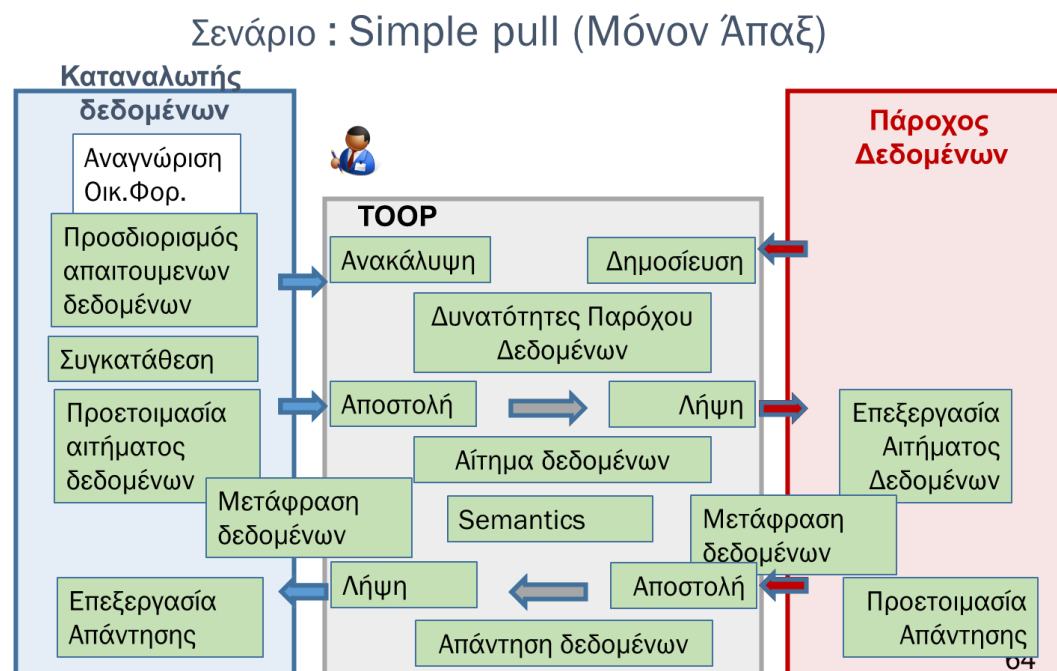 Σενάριο : Simple pull (Μόνον Άπαξ)
Καταναλωτής
δεδομένων
Αναγνώριση
Οικ.Φορ.
Προσδιορισμός
απαιτουμενων
δεδομένων
Συγκατάθεση
Προετοιμασία
αιτήματος
δεδομένων
Μετάφραση
δεδομένων
Επεξεργασία
Απάντησης
TOOP
Ανακάλυψη
Δημοσίευση
Δυνατότητες Παρόχου
Δεδομένων
Αποστολή
Λήψη
Αίτημα δεδομένων
Semantics
Λήψη
Αποστολή
Απάντηση δεδομένων
Πάροχος
Δεδομένων
Επεξεργασία
Αιτήματος
Δεδομένων
Μετάφραση
δεδομένων
Προετοιμασία
Απάντησης
64